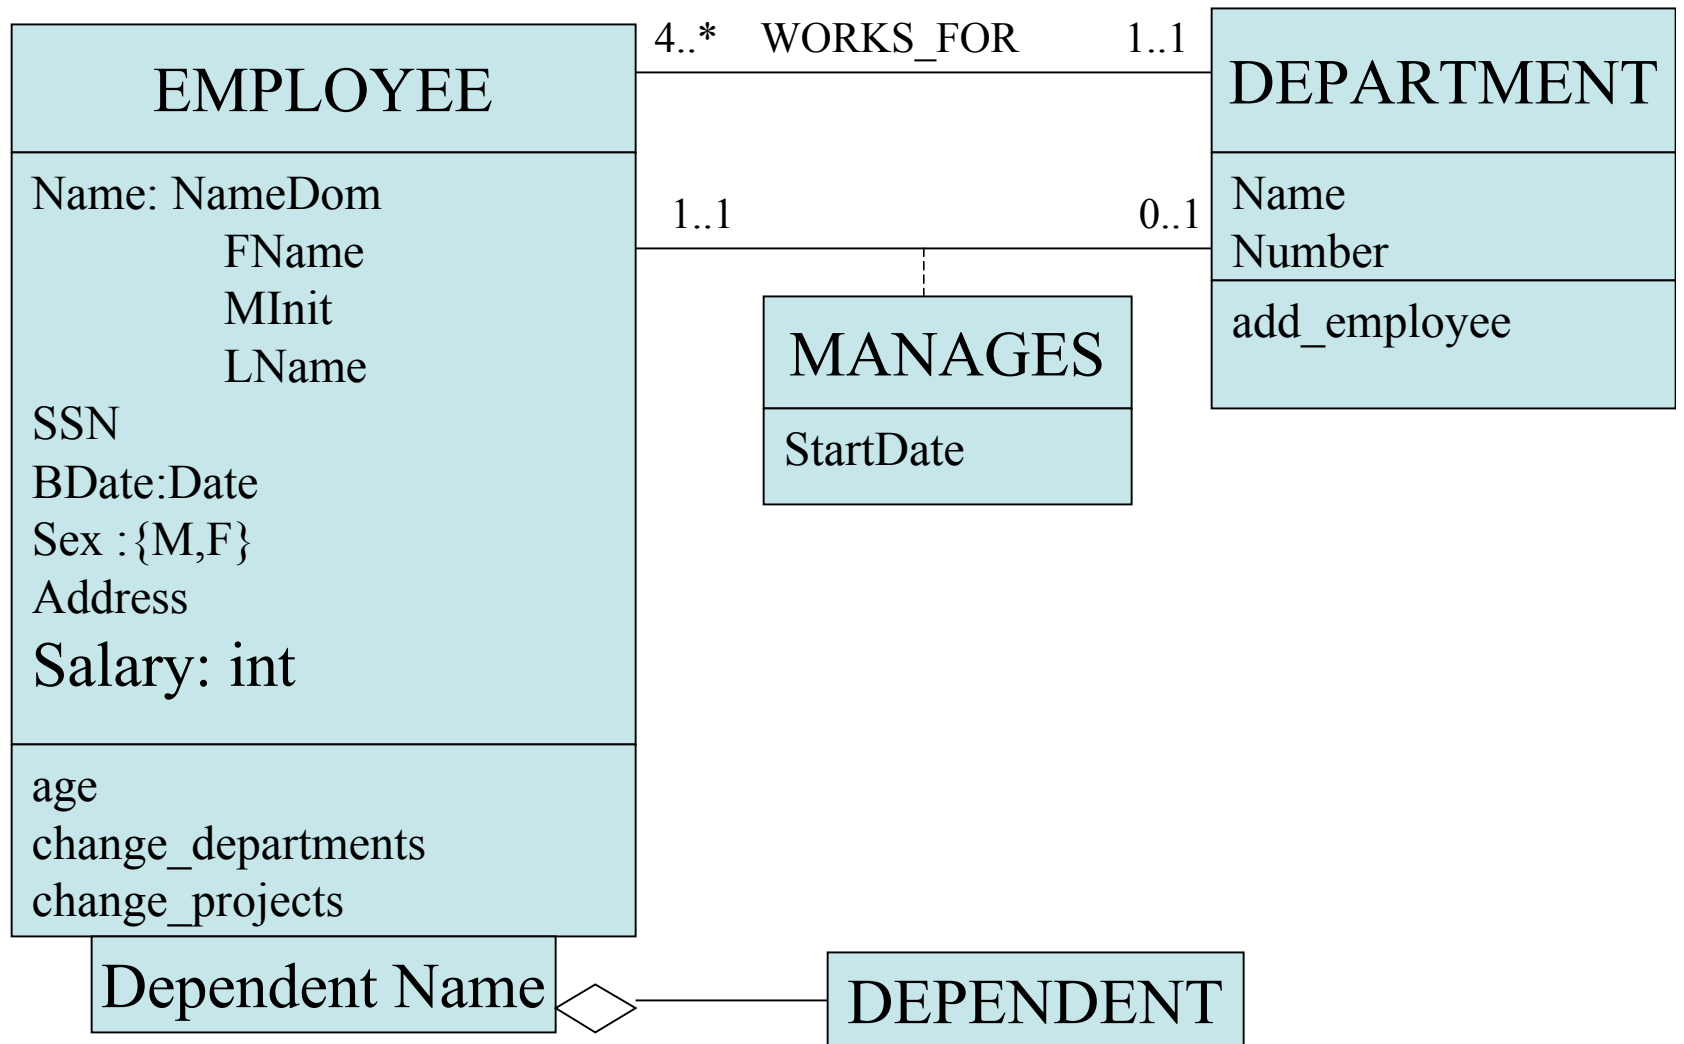 EMPLOYEE
Name: NameDom
FName
MInit
LName
SSN
BDate:Date
Sex :{M,F}
Address
Salary: int
age
change_departments
change_projects
Dependent Name
4..* WORKS_FOR 1..1
1..1 0..1
MANAGES
StartDate
DEPARTMENT
Name
Number
add_employee
DEPENDENT